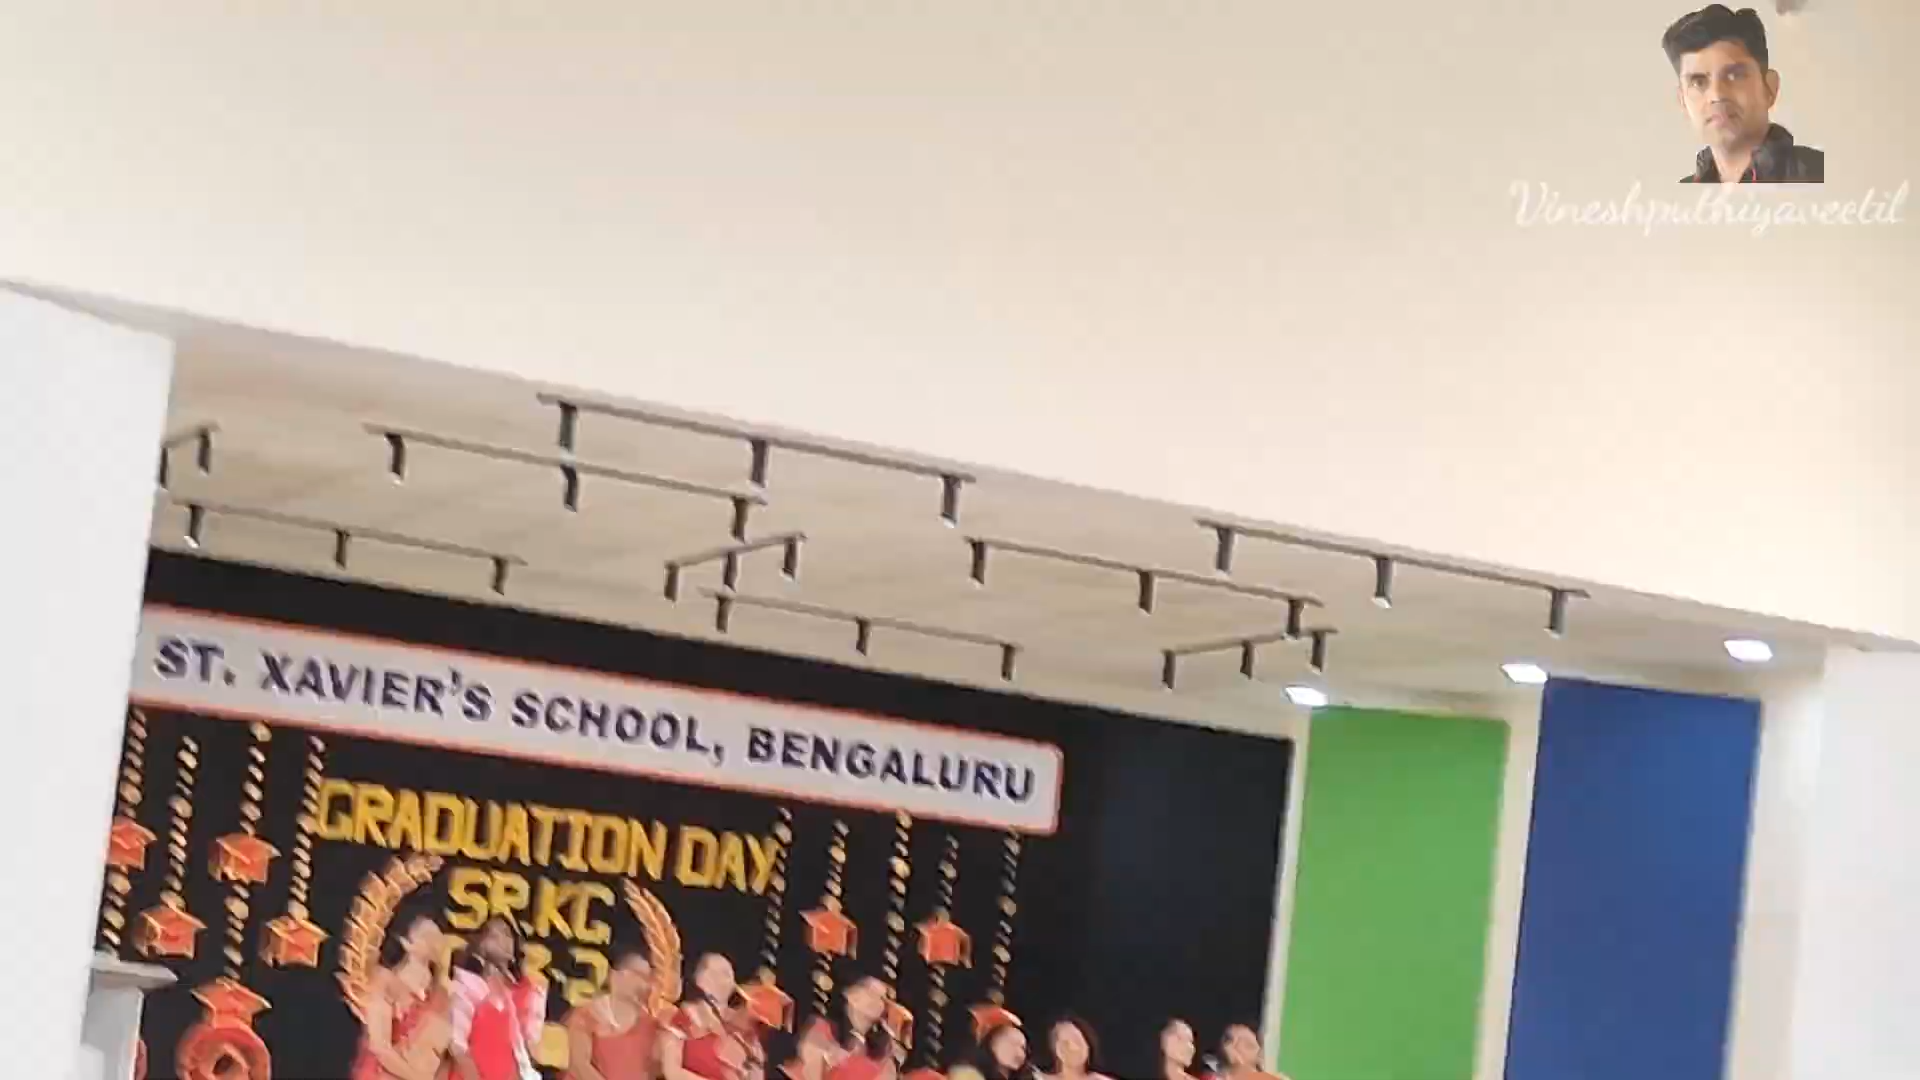 Vineshputhiyaveetil
ST. XAVIER'S SCHOOL, BENGALURU
GRADUATION DAY
SR.KG